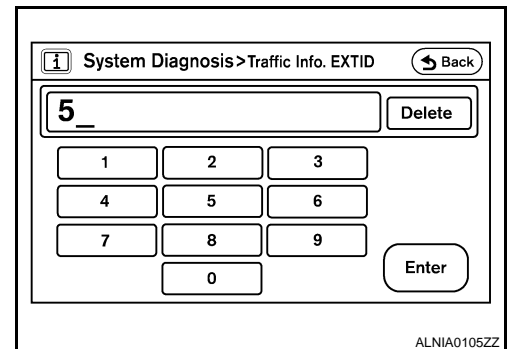 i System Diagnosis>Traffic Info. EXTID Back
5_ Delete
1 2 3
4 5 6
7 8 9
0 Enter
ALNIA0105ZZ